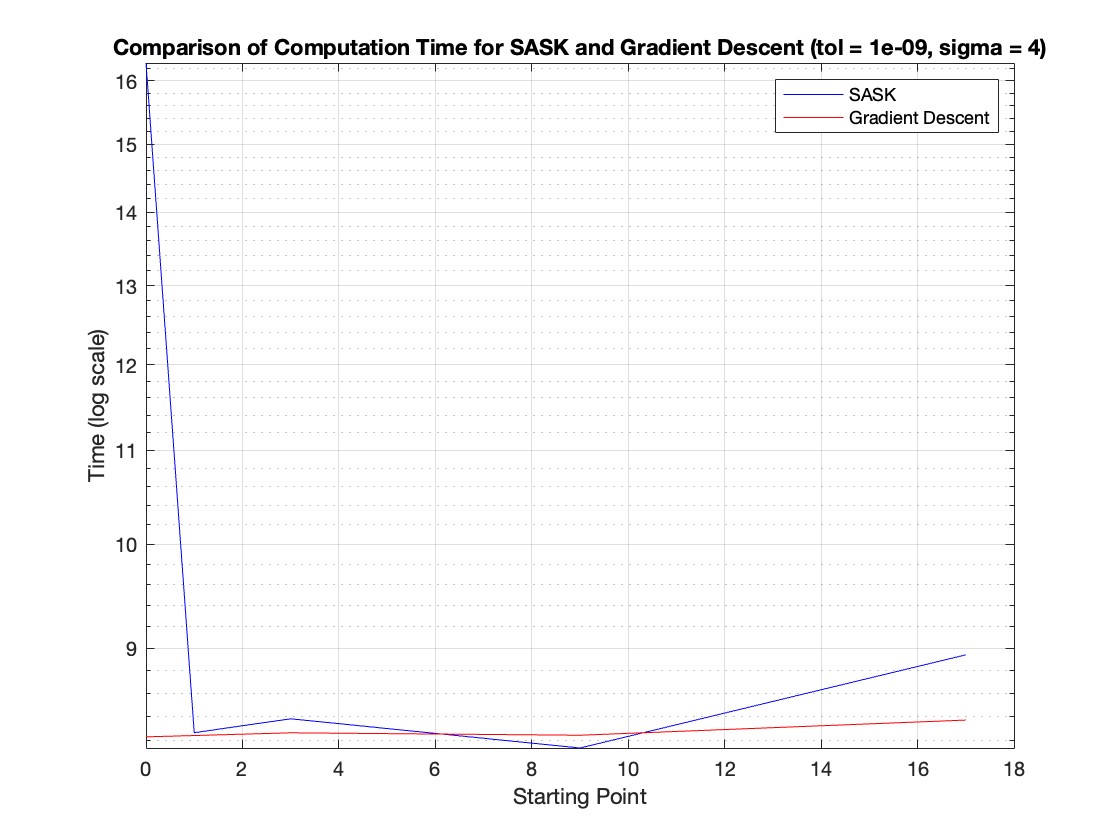 Comparison of Computation Time for SASK and Gradient Descent (tol = 1e-09, sigma = 4)
SASK
Gradient Descent
16
15
14
13
12
11
10
9
Time (log scale)
0 2 4 6 8 10 12 14 16 18
Starting Point